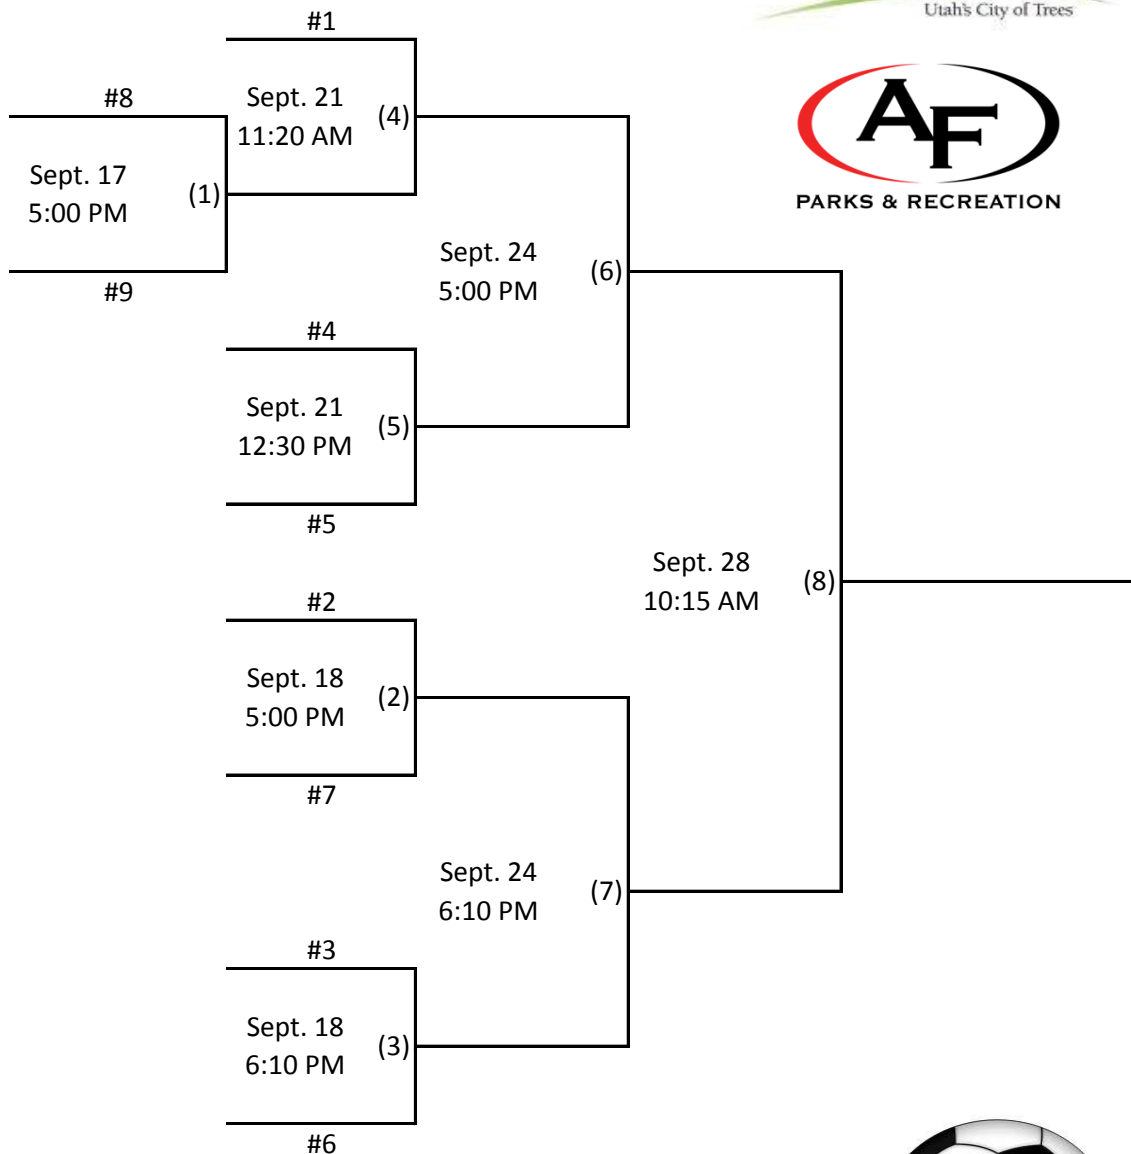 Utah's City of Trees
AF
PARKS & RECREATION
#1
Sept. 21
11:20 AM
(4)
#8
Sept. 17
5:00 PM
(1)
#9
Sept. 24
5:00 PM
(6)
#4
Sept. 21
12:30 PM
(5)
#5
Sept. 28
10:15 AM
(8)
#2
Sept. 18
5:00 PM
(2)
#7
Sept. 24
6:10 PM
(7)
#3
Sept. 18
6:10 PM
(3)
#6